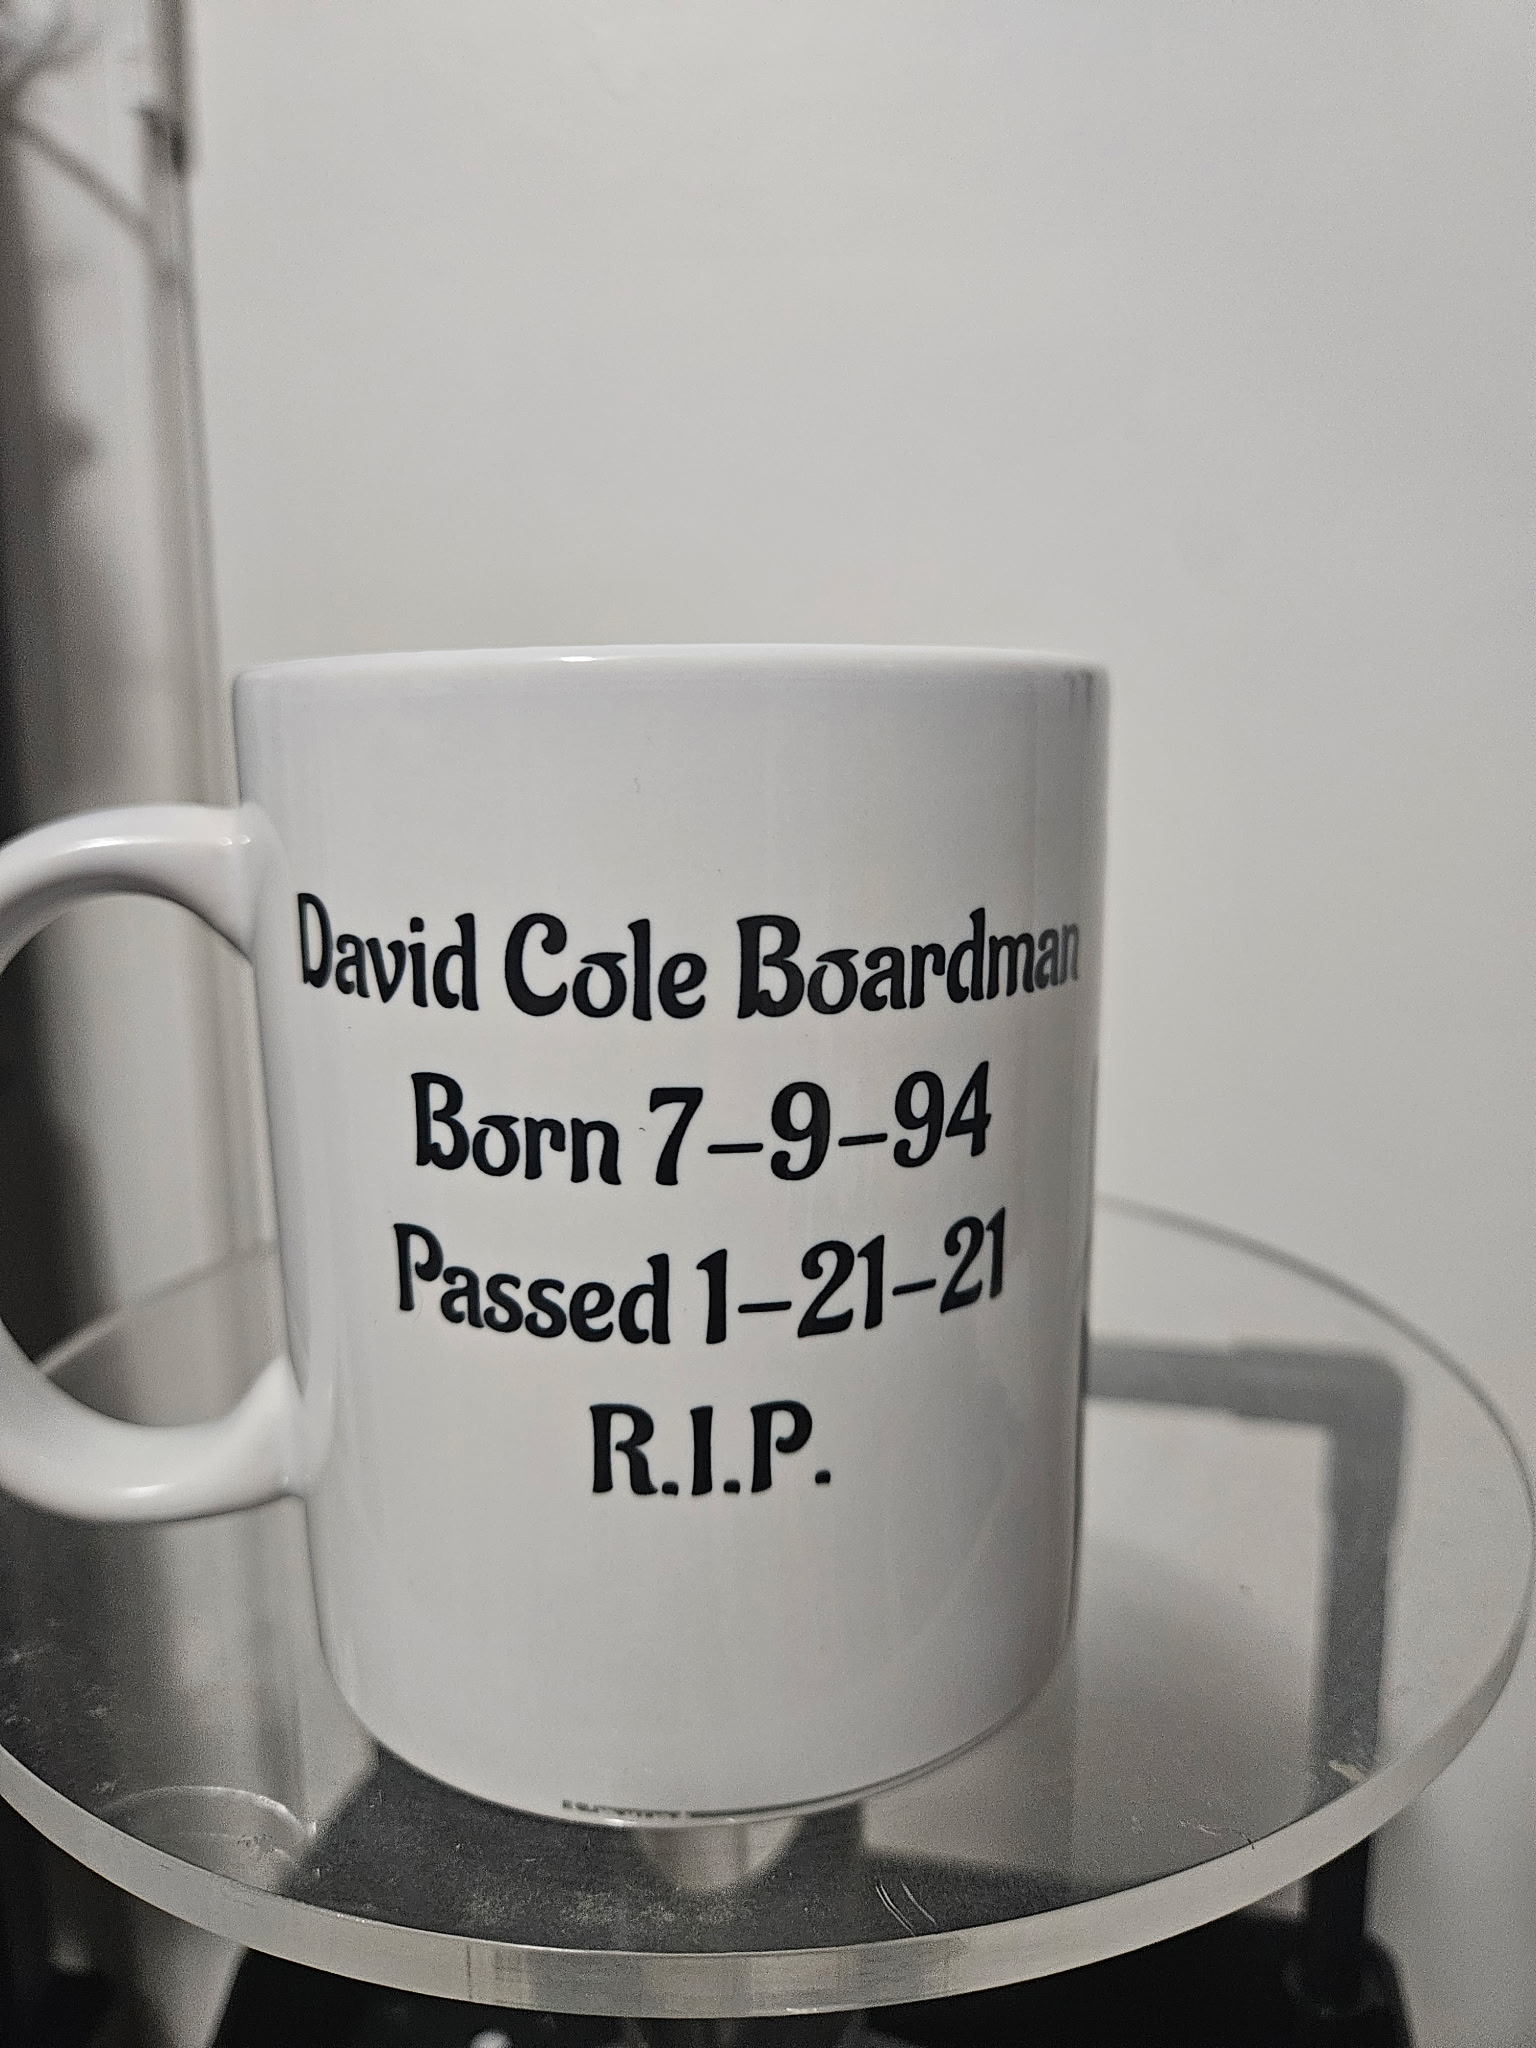 David Cole Boardman
Born 7-9-94
Passed 1-21-21
R.I.P.